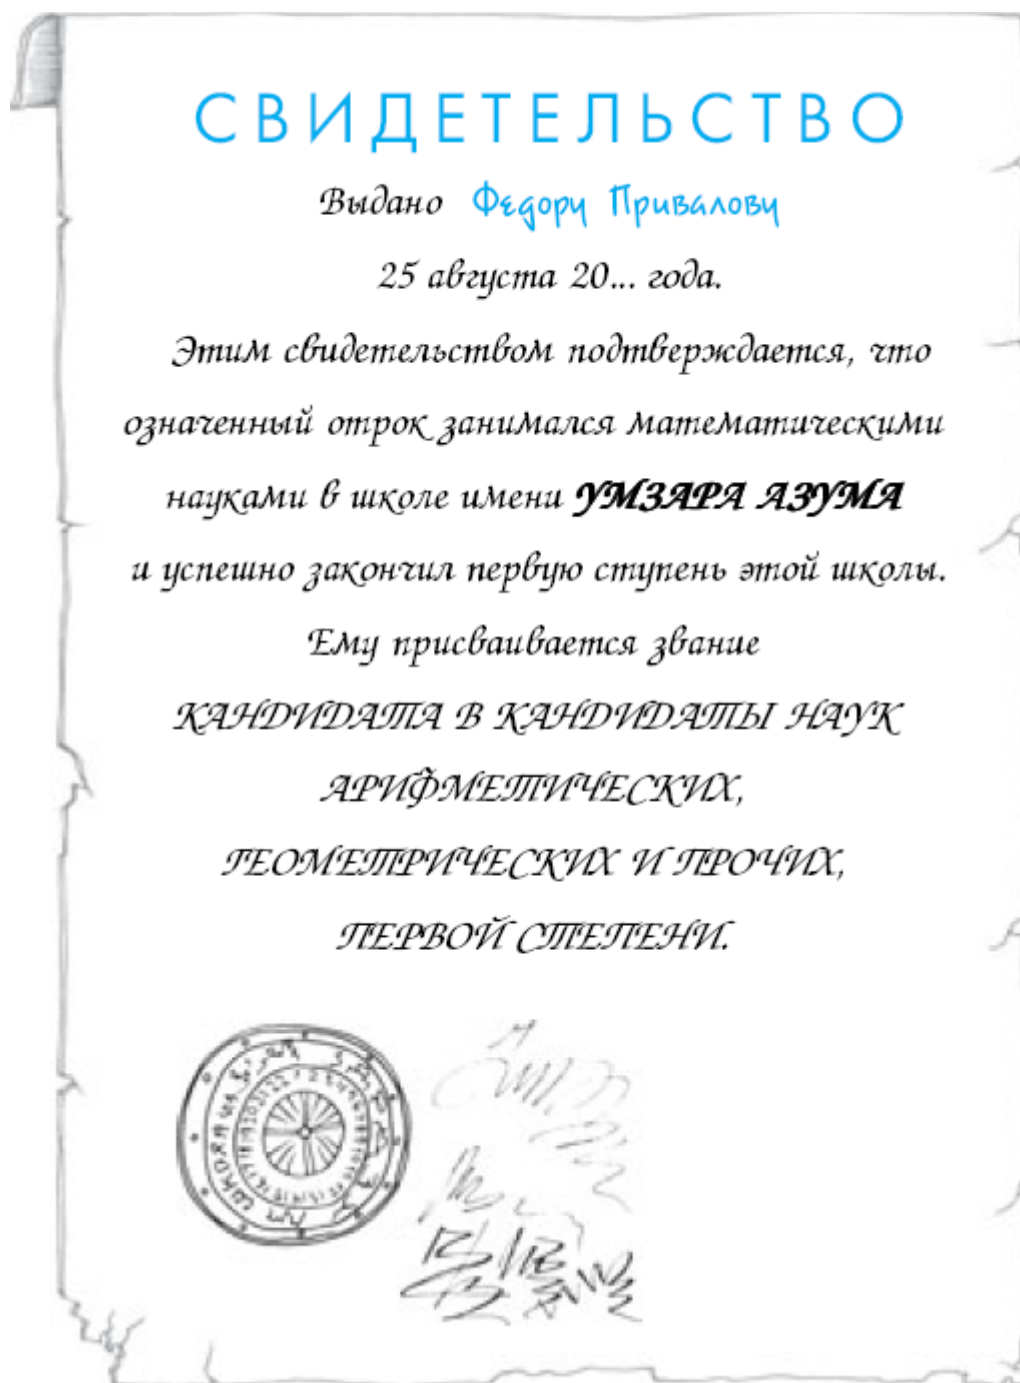 СВИДЕТЕЛЬСТВО
Выдано Федору Привалову
25 августа 20... года.
Этим свидетельством подтверждается, что
означенный отрок занимался математическими
науками в школе имени УМЗАРА АЗУМА
и успешно закончил первую ступень этой школы.
Ему присваивается звание
КАНДИДАТА В КАНДИДАТЫ НАУК
АРИФМЕТИЧЕСКИХ,
ГЕОМЕТРИЧЕСКИХ И ПРОЧИХ,
ПЕРВОЙ СТЕПЕНИ.